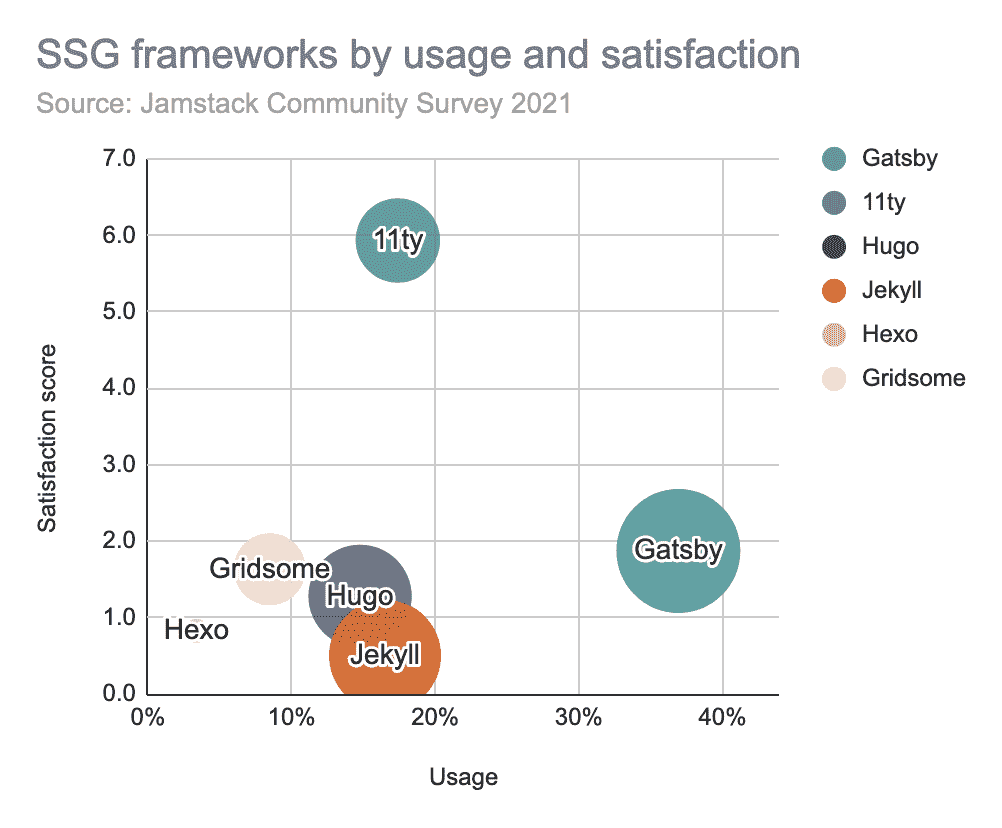 SSG frameworks by usage and satisfaction
Source: Jamstack Community Survey 2021
7.0
6.0
5.0
4.0
3.0
2.0
1.0
0.0
Satisfaction score
11ty
Gatsby
Gridsome
Hugo
Hexo
Jekyll
0%
10%
20%
30%
40%
Usage
Gatsby
11ty
Hugo
Jekyll
Hexo
Gridsome